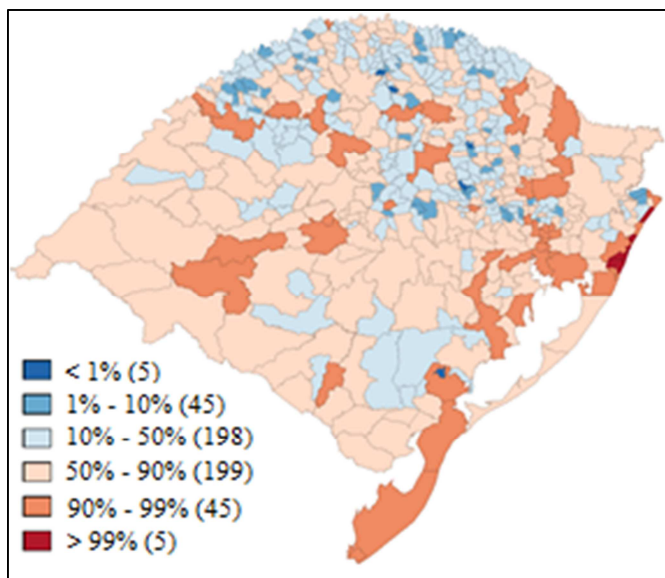 < 1% (5)
1% - 10% (45)
10% - 50% (198)
50% - 90% (199)
90% - 99% (45)
> 99% (5)